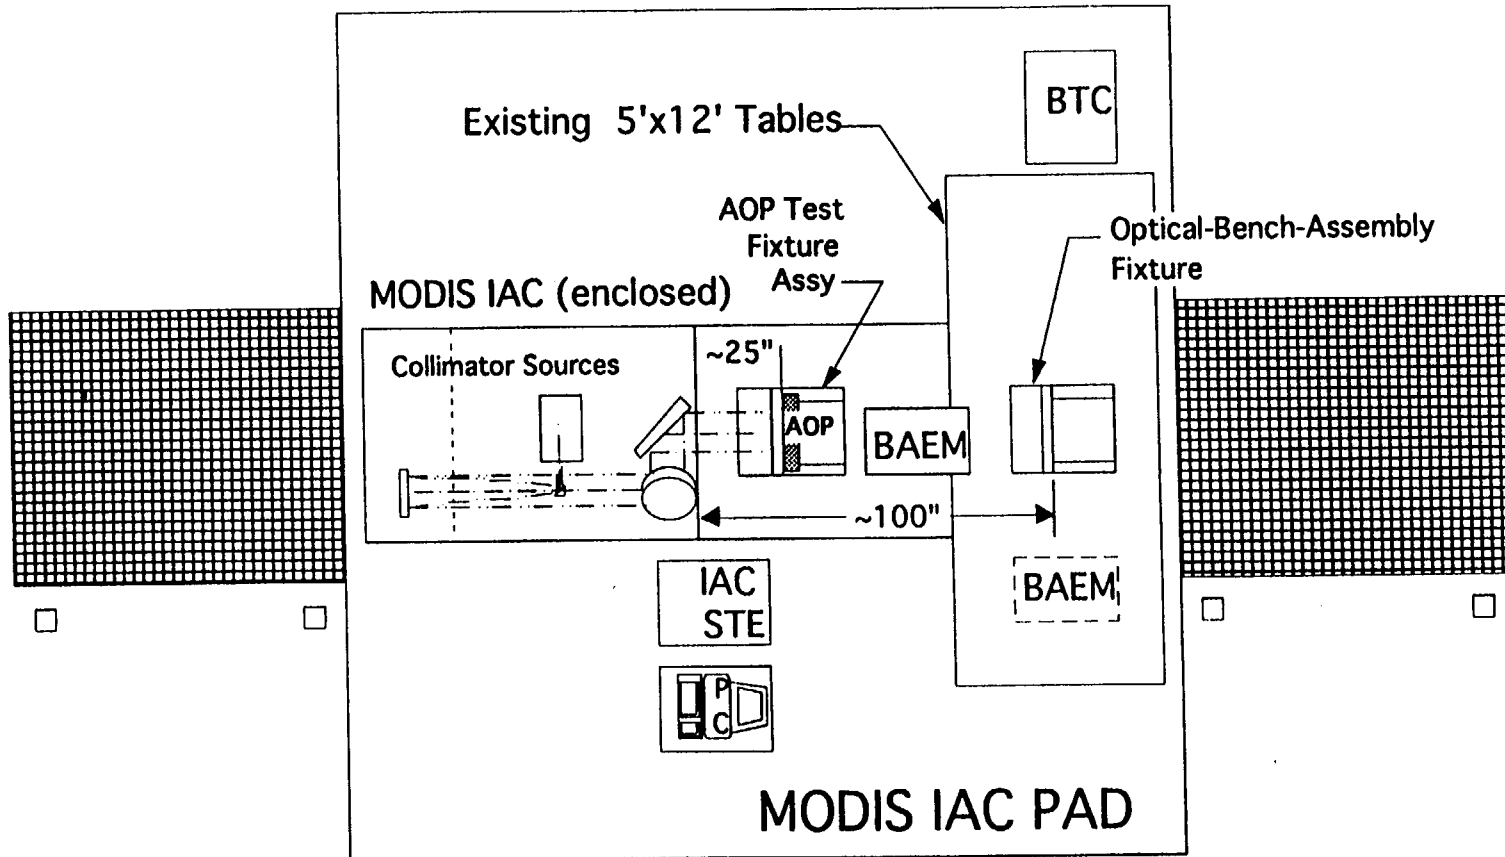 BTC
Existing 5'x12' Tables
AOP Test
Fixture
Assy
Optical-Bench-Assembly
Fixture
MODIS IAC (enclosed)
~25"
Collimator Sources
AOP
BAEM
~100"
IAC
STE
BAEM
P
C
MODIS IAC PAD